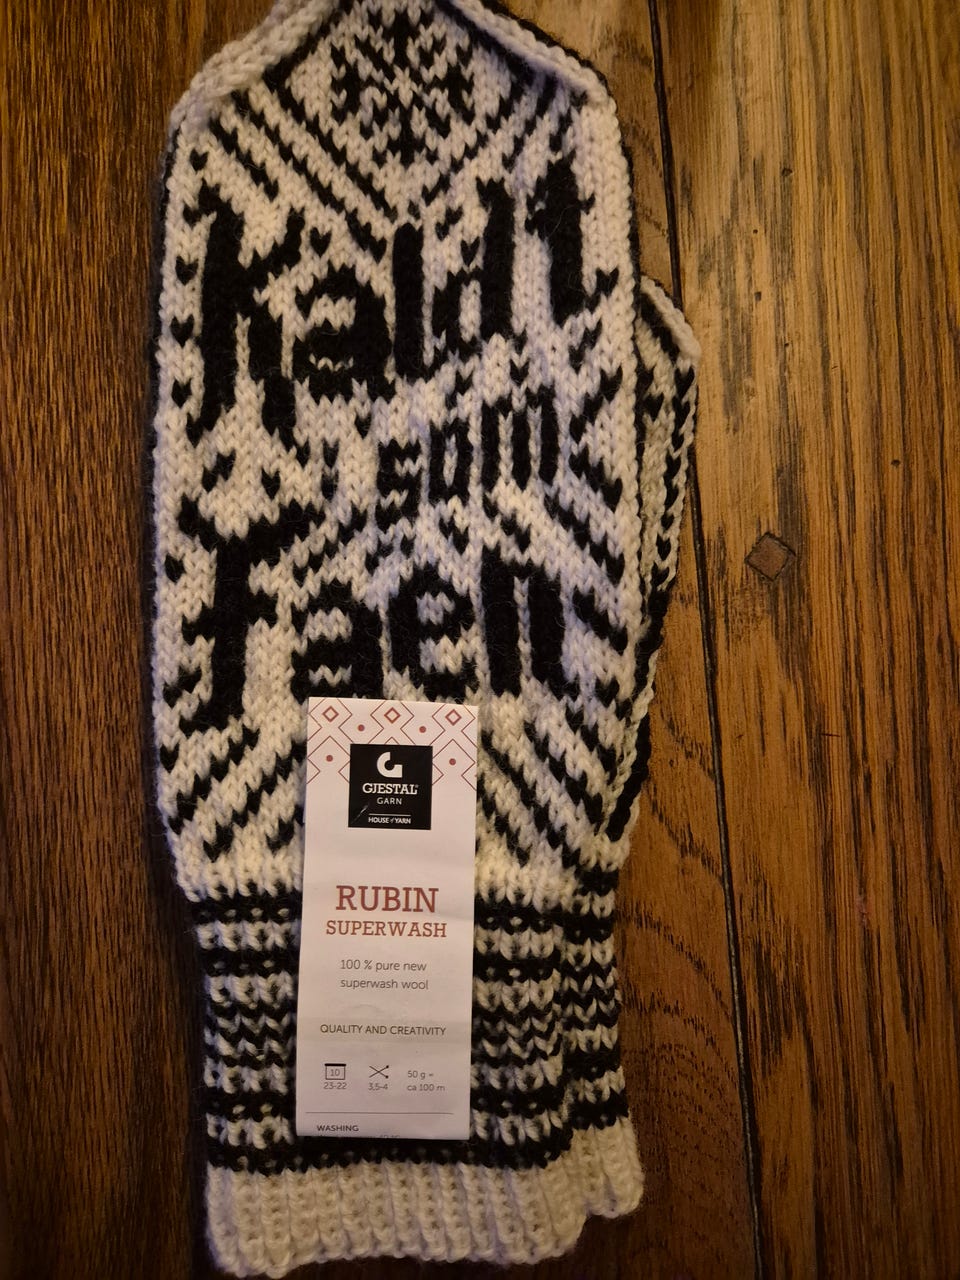 Kaldt
som
faen
GJESTAL
GARN
HOUSE of YARN
RUBIN
SUPERWASH
100 % pure new
superwash wool
QUALITY AND CREATIVITY
10
23-22
3,5-4
50 g =
ca 100 m
WASHING